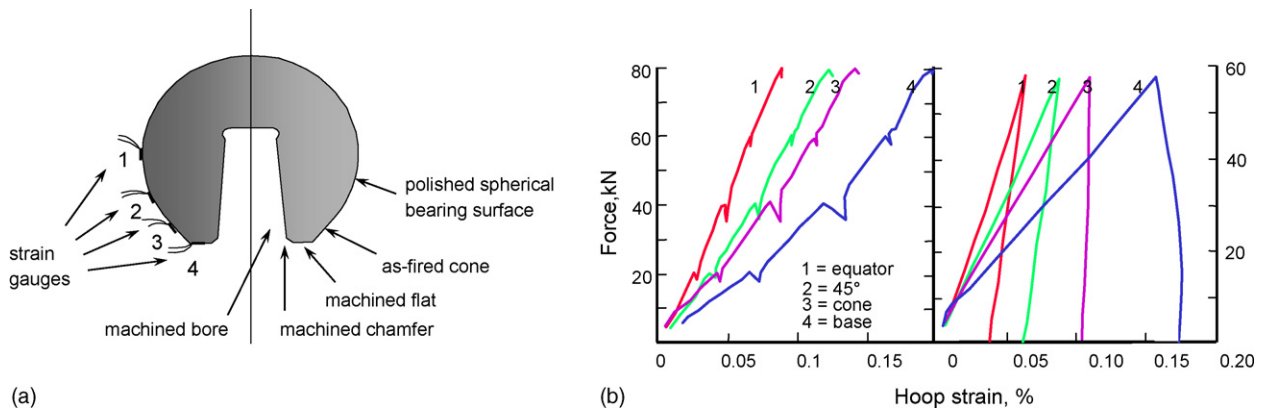 1
2
3
4
strain
gauges
polished spherical
bearing surface
as-fired cone
machined flat
machined bore
machined chamfer
(a)
80
60
40
20
Force,kN
1
2
3
4
1 = equator
2 = 45°
3 = cone
4 = base
0
0.05
0.10
0.15
1
2
3
4
60
40
20
0
0.05
0.10
0.15
0.20
Hoop strain, %
(b)